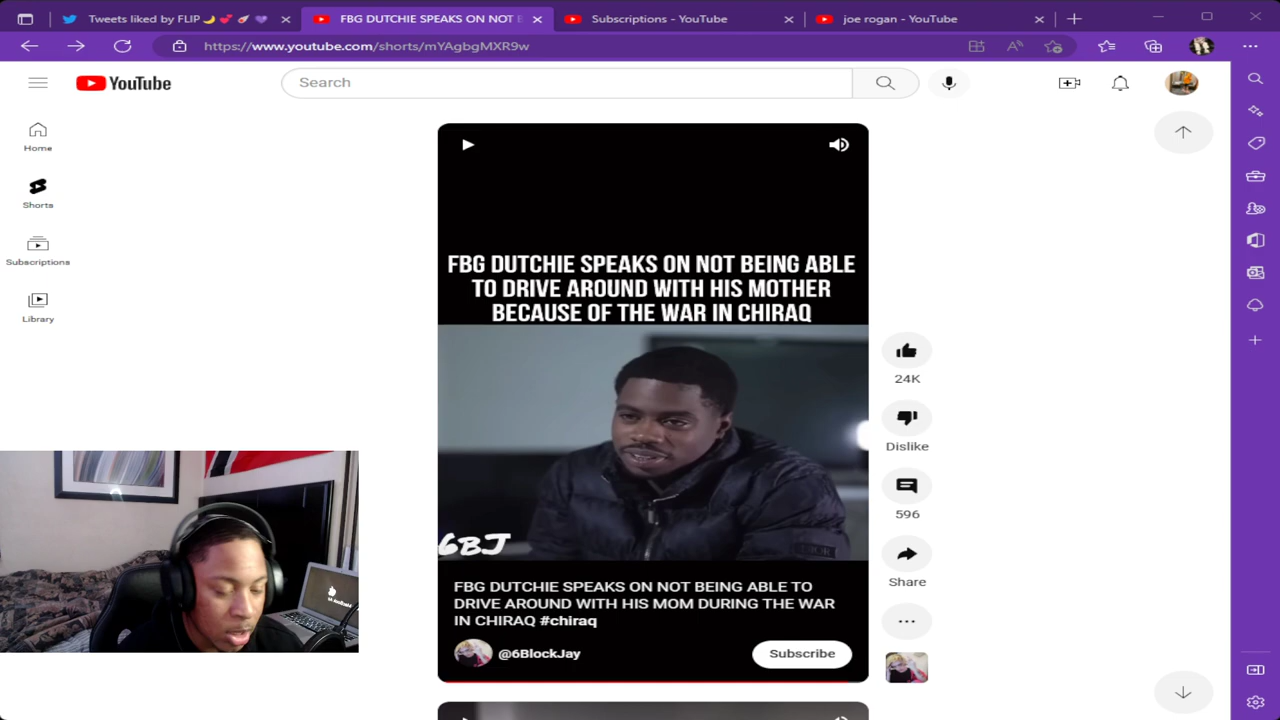 Tweets liked by FLIP🌙💕🚀💜
FBG DUTCHIE SPEAKS ON NOT B
Subscriptions - YouTube
joe rogan - YouTube
https://www.youtube.com/shorts/mYAgbgMXR9w
YouTube
Search
Home
Shorts
Subscriptions
Library
FBG DUTCHIE SPEAKS ON NOT BEING ABLE
TO DRIVE AROUND WITH HIS MOTHER
BECAUSE OF THE WAR IN CHIRAQ
6BJ
24K
Dislike
596
Share
FBG DUTCHIE SPEAKS ON NOT BEING ABLE TO
DRIVE AROUND WITH HIS MOM DURING THE WAR
IN CHIRAQ #chiraq
@6BlockJay
Subscribe